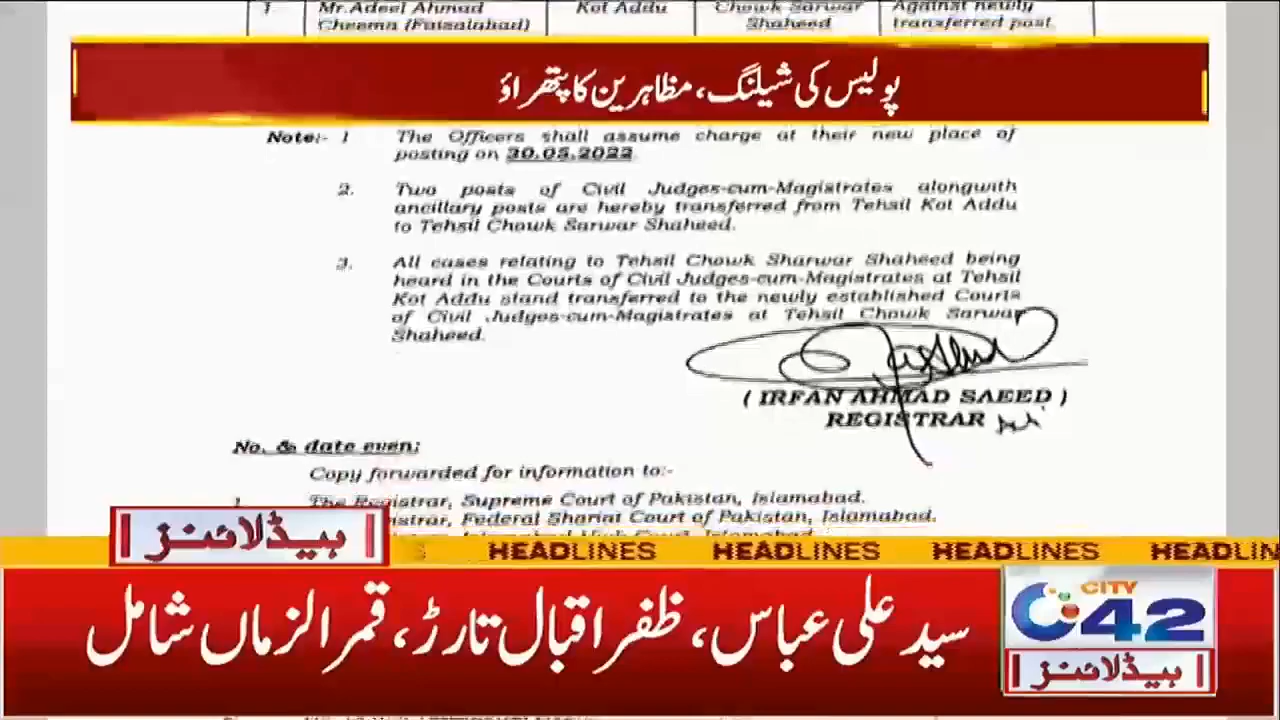 1 Mr.Adeel Ahmad Kot Addu Chowk Sarwar Against newly
Cheema (Faisalabad) Shaheed transferred post
پولیس کی شیلنگ، مظاہرین کا پتھراؤ
Note:- 1 The Officers shall assume charge at their new place of
posting on 30.05.2022
2. Two posts of Civil Judges-cum-Magistrates alongwith
ancillary posts are hereby transferred from Tehsil Kot Addu
to Tehsil Chowk Sarwar Shaheed.
3. All cases relating to Tehsil Chowk Sharwar Shaheed being
heard in the Courts of Civil Judges-cum-Magistrates at Tehsil
Kot Addu stand transferred to the newly established Courts
of Civil Judges-cum-Magistrates at Tehsil Chowk Sarwar
Shaheed.
( IRFAN AHMAD SAEED )
REGISTRAR
No. & date even:
Copy forwarded for information to:-
1. The Registrar, Supreme Court of Pakistan, Islamabad.
istrar, Federal Shariat Court of Pakistan, Islamabad.
ہیڈلائنز
HEADLINES HEADLINES HEADLINES HEADLIN
سید علی عباس، ظفر اقبال تارڑ، قمر الزماں شامل
CITY
42
ہیڈلائنز